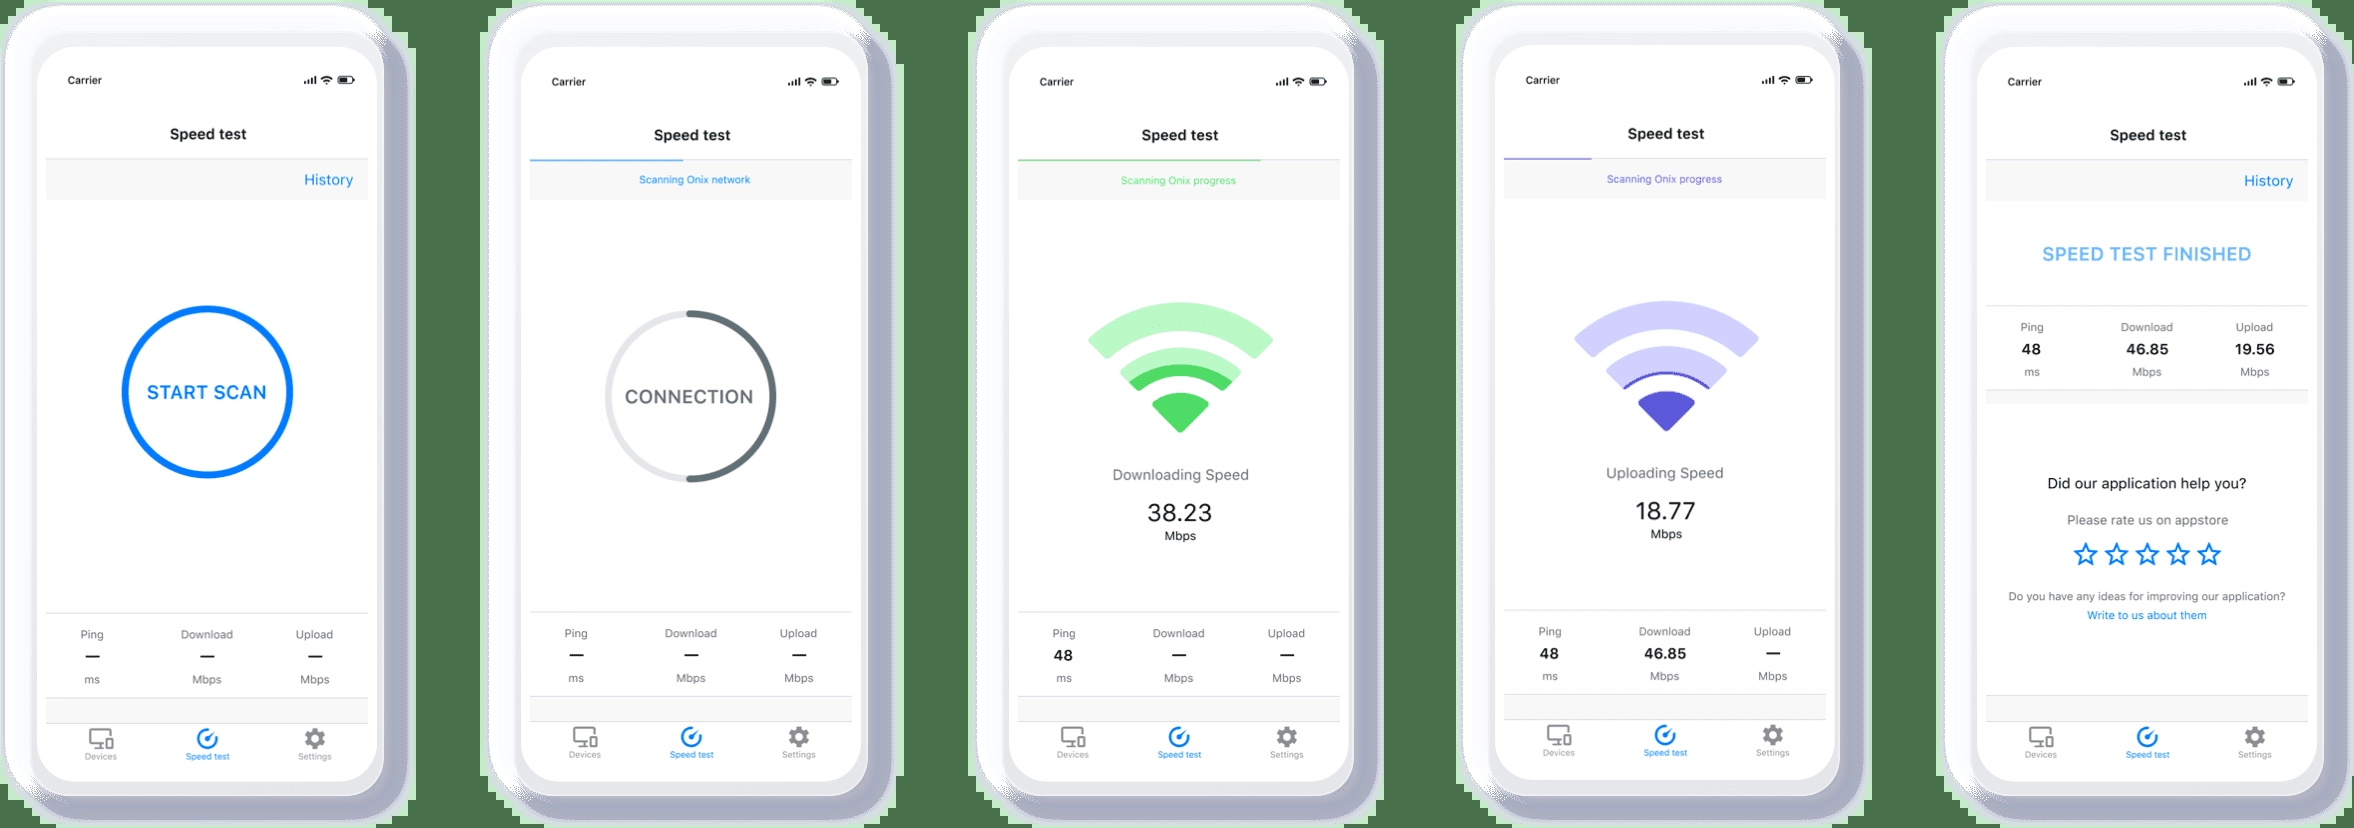 Carrier
Speed test
History
START SCAN
Ping Download Upload
— — —
ms Mbps Mbps
Devices Speed test Settings
Carrier
Speed test
Scanning Onix network
CONNECTION
Ping Download Upload
— — —
ms Mbps Mbps
Devices Speed test Settings
Carrier
Speed test
Scanning Onix progress
Downloading Speed
38.23
Mbps
Ping Download Upload
48 — —
ms Mbps Mbps
Devices Speed test Settings
Carrier
Speed test
Scanning Onix progress
Uploading Speed
18.77
Mbps
Ping Download Upload
48 46.85 —
ms Mbps Mbps
Devices Speed test Settings
Carrier
Speed test
History
SPEED TEST FINISHED
Ping Download Upload
48 46.85 19.56
ms Mbps Mbps
Did our application help you?
Please rate us on appstore
Do you have any ideas for improving our application?
Write to us about them
Devices Speed test Settings